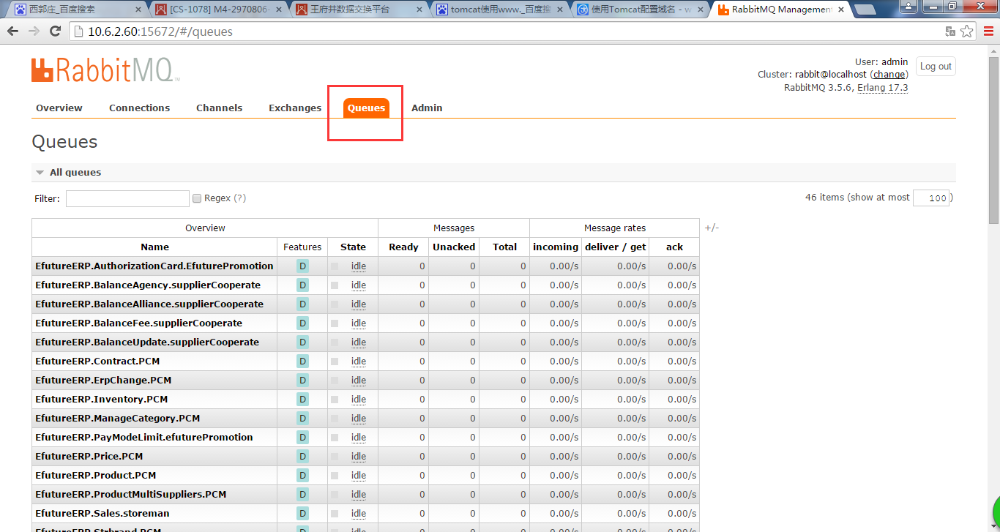 西郭庄_百度搜索
[CS-1078] M4-2970806-
王府井数据交换平台
tomcat使用www._百度搜
使用Tomcat配置域名 - w
RabbitMQ Management
10.6.2.60:15672/#/queues
RabbitMQ™
User: admin
Log out
Cluster: rabbit@localhost (change)
RabbitMQ 3.5.6, Erlang 17.3
Overview Connections Channels Exchanges Queues Admin
Queues
All queues
Filter: Regex (?) 46 items (show at most 100 )
Overview Messages Message rates +/-
Name Features State Ready Unacked Total incoming deliver / get ack
EfutureERP.AuthorizationCard.EfuturePromotion D idle 0 0 0 0.00/s 0.00/s 0.00/s
EfutureERP.BalanceAgency.supplierCooperate D idle 0 0 0 0.00/s 0.00/s 0.00/s
EfutureERP.BalanceAlliance.supplierCooperate D idle 0 0 0 0.00/s 0.00/s 0.00/s
EfutureERP.BalanceFee.supplierCooperate D idle 0 0 0 0.00/s 0.00/s 0.00/s
EfutureERP.BalanceUpdate.supplierCooperate D idle 0 0 0 0.00/s 0.00/s 0.00/s
EfutureERP.Contract.PCM D idle 0 0 0 0.00/s 0.00/s 0.00/s
EfutureERP.ErpChange.PCM D idle 0 0 0 0.00/s 0.00/s 0.00/s
EfutureERP.Inventory.PCM D idle 0 0 0 0.00/s 0.00/s 0.00/s
EfutureERP.ManageCategory.PCM D idle 0 0 0 0.00/s 0.00/s 0.00/s
EfutureERP.PayModeLimit.efuturePromotion D idle 0 0 0 0.00/s 0.00/s 0.00/s
EfutureERP.Price.PCM D idle 0 0 0 0.00/s 0.00/s 0.00/s
EfutureERP.Product.PCM D idle 0 0 0 0.00/s 0.00/s 0.00/s
EfutureERP.ProductMultiSuppliers.PCM D idle 0 0 0 0.00/s 0.00/s 0.00/s
EfutureERP.Sales.storeman D idle 0 0 0 0.00/s 0.00/s 0.00/s